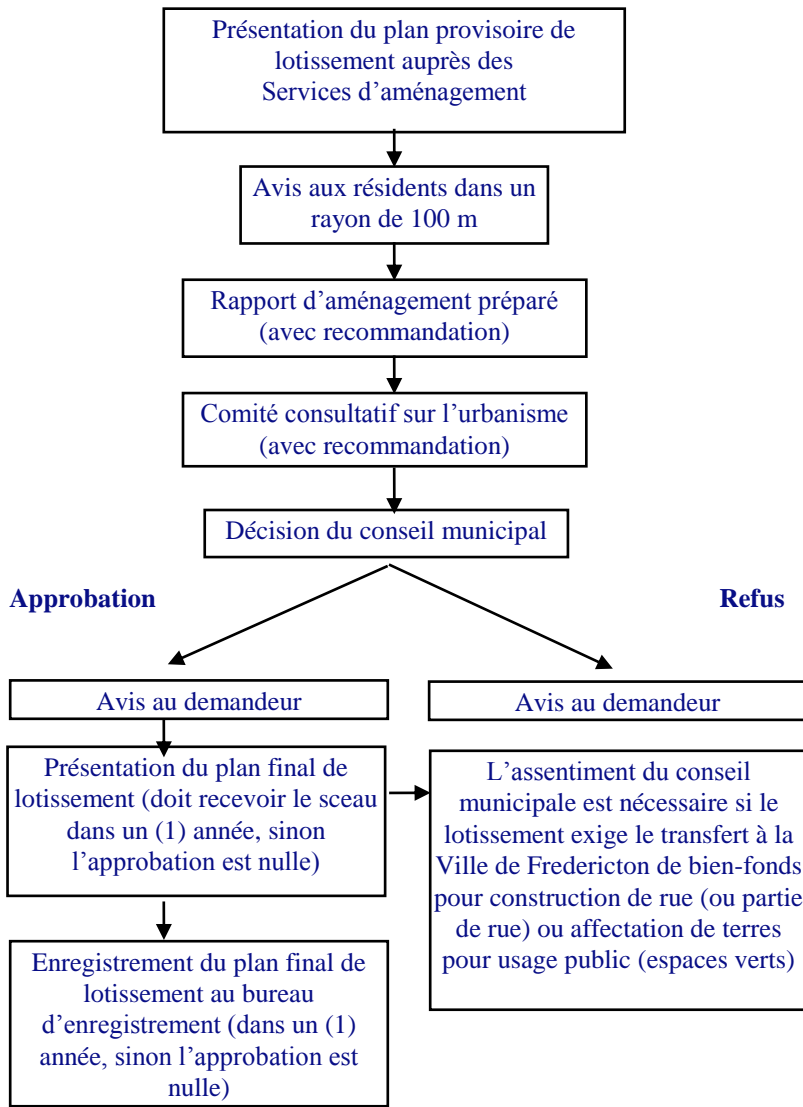 Présentation du plan provisoire de
lotissement auprès des
Services d'aménagement
Avis aux résidents dans un
rayon de 100 m
Rapport d'aménagement préparé
(avec recommandation)
Comité consultatif sur l'urbanisme
(avec recommandation)
Décision du conseil municipal
Approbation
Refus
Avis au demandeur
Avis au demandeur
Présentation du plan final de
lotissement (doit recevoir le sceau
dans un (1) année, sinon
l'approbation est nulle)
L'assentiment du conseil
municipale est nécessaire si le
lotissement exige le transfert à la
Ville de Fredericton de bien-fonds
pour construction de rue (ou partie
de rue) ou affectation de terres
pour usage public (espaces verts)
Enregistrement du plan final de
lotissement au bureau
d'enregistrement (dans un (1)
année, sinon l'approbation est
nulle)